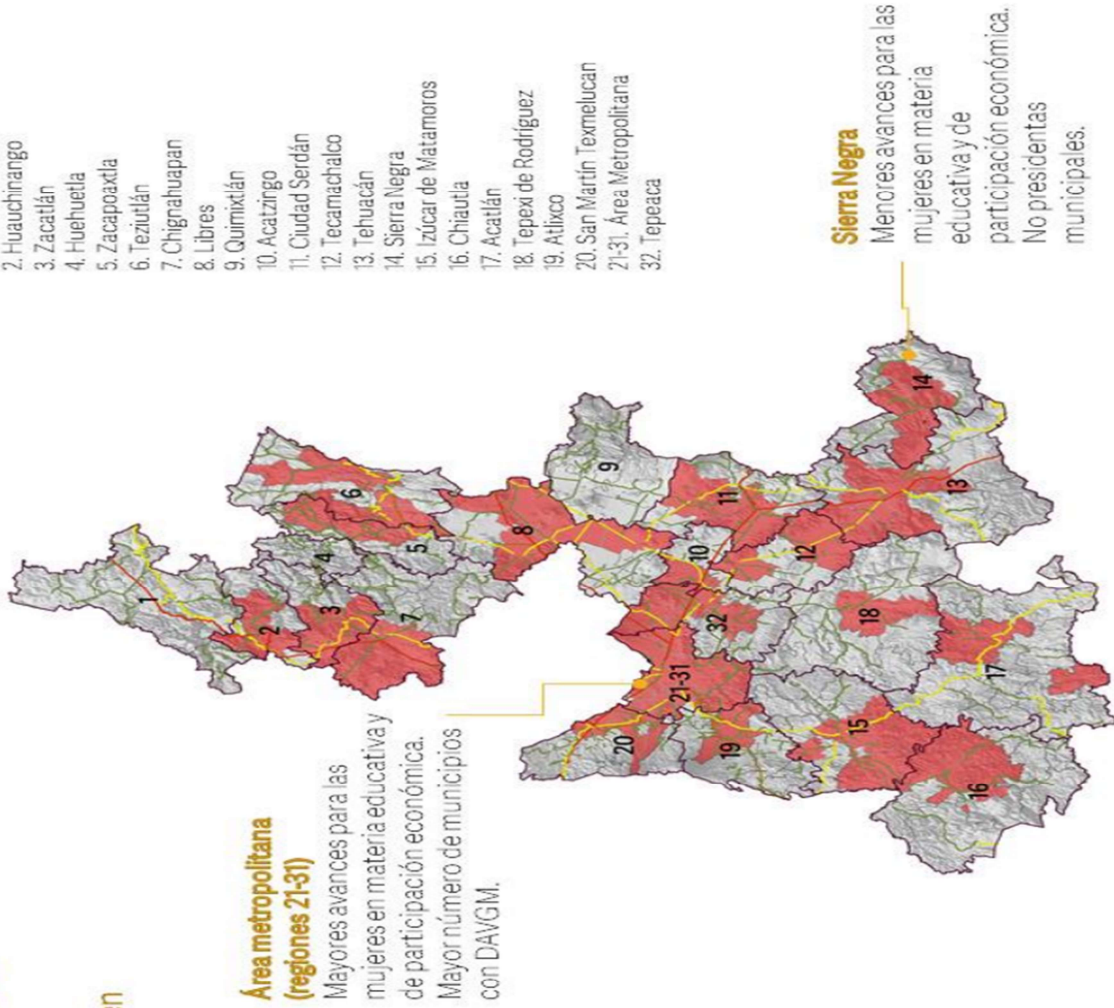 2. Huauchinango
3. Zacatlán
4. Huehuetla
5. Zacapoaxtla
6. Teziutlán
7. Chignahuapan
8. Libres
9. Quimixtlán
10. Acatzingo
11. Ciudad Serdán
12. Tecamachalco
13. Tehuacán
14. Sierra Negra
15. Izúcar de Matamoros
16. Chiautla
17. Acatlán
18. Tepexi de Rodríguez
19. Atlixco
20. San Martín Texmelucan
21-31. Área Metropolitana
32. Tepeaca
en
Área metropolitana
(regiones 21-31)
Mayores avances para las
mujeres en materia educativa y
de participación económica.
Mayor número de municipios
con DAVGM.
1
2
3
4
5
6
7
8
9
10
11
12
13
14
15
16
17
18
19
20
21-31
32
Sierra Negra
Menores avances para las
mujeres en materia
educativa y de
participación económica.
No presidentas
municipales.